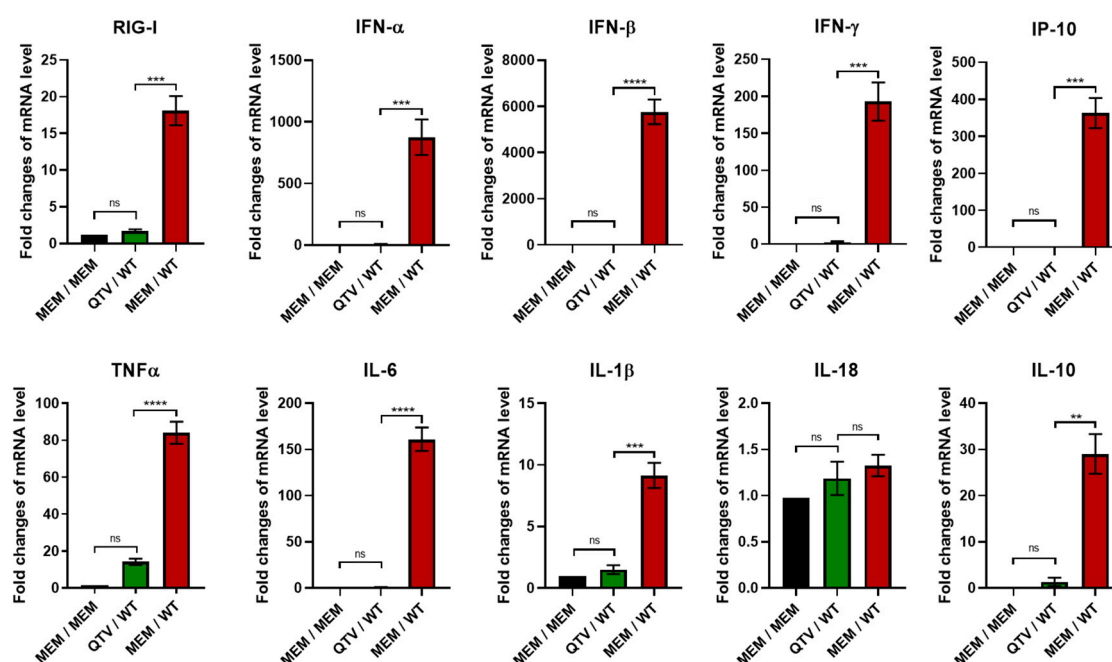 RIG-I
Fold changes of mRNA level
25
20
15
10
5
0
ns
***
MEM / MEM
QTV / WT
MEM / WT
IFN-α
Fold changes of mRNA level
1500
1000
500
0
ns
***
MEM / MEM
QTV / WT
MEM / WT
IFN-β
Fold changes of mRNA level
8000
6000
4000
2000
0
ns
****
MEM / MEM
QTV / WT
MEM / WT
IFN-γ
Fold changes of mRNA level
250
200
150
100
50
0
ns
***
MEM / MEM
QTV / WT
MEM / WT
IP-10
Fold changes of mRNA level
500
400
300
200
100
0
ns
***
MEM / MEM
QTV / WT
MEM / WT
TNFα
Fold changes of mRNA level
100
80
60
40
20
0
ns
****
MEM / MEM
QTV / WT
MEM / WT
IL-6
Fold changes of mRNA level
200
150
100
50
0
ns
****
MEM / MEM
QTV / WT
MEM / WT
IL-1β
Fold changes of mRNA level
15
10
5
0
ns
***
MEM / MEM
QTV / WT
MEM / WT
IL-18
Fold changes of mRNA level
2.0
1.5
1.0
0.5
0.0
ns
ns
MEM / MEM
QTV / WT
MEM / WT
IL-10
Fold changes of mRNA level
40
30
20
10
0
ns
**
MEM / MEM
QTV / WT
MEM / WT